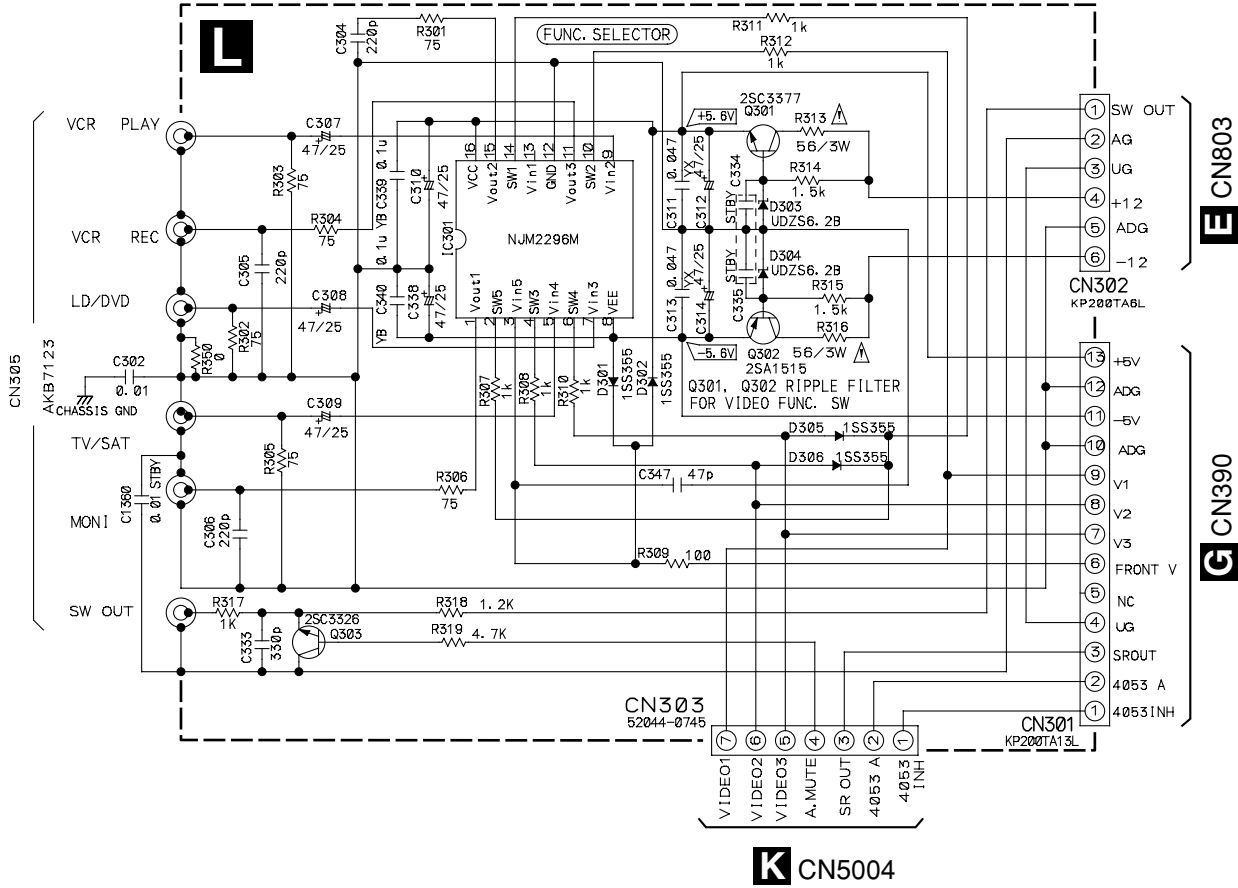 L
C304
220p
R301
75
FUNC. SELECTOR
R311
1k
R312
1k
CN305
AKB7123
VCR PLAY
VCR REC
LD/DVD
CHASSIS GND
TV/SAT
MONI
SW OUT
C307
47/25
R303
75
R304
75
C305
220p
C308
47/25
R302
75
R350
0
C302
0.01
C309
47/25
R305
75
C1360
0.01 STBY
C306
220p
R306
75
C339
0.1u
YB
C310
47/25
C340
0.1u
YB
C338
47/25
IC301
NJM2296M
16 15 14 13 12 11 10 9
VCC
Vout2
SW1
Vin1
GND
Vout3
SW2
Vin2
Vout1
SW5
Vin5
SW3
Vin4
SW4
Vin3
VEE
1 2 3 4 5 6 7 8
R307
1k
R308
1k
R310
1k
D301
1SS355
D302
1SS355
+5.6V
-5.6V
C311
0.047
YX
C312
47/25
C313
0.047
YX
C314
47/25
C334
STBY
C335
STBY
2SC3377
Q301
R313
56/3W
R314
1.5k
D303
UDZS6.2B
D304
UDZS6.2B
R315
1.5k
R316
56/3W
Q302
2SA1515
Q301, Q302 RIPPLE FILTER
FOR VIDEO FUNC. SW
D305 1SS355
D306 1SS355
C347 47p
R309 100
R317
1K
C333
330p
2SC3326
Q303
R318 1.2K
R319 4.7K
1 SW OUT
2 AG
3 UG
4 +12
5 ADG
6 -12
CN302
KP200TA6L
E CN803
13 +5V
12 ADG
11 -5V
10 ADG
9 V1
8 V2
7 V3
6 FRONT V
5 NC
4 UG
3 SROUT
2 4053 A
1 4053INH
CN301
KP200TA13L
G CN390
CN303
52044-0745
7 6 5 4 3 2 1
VIDEO1
VIDEO2
VIDEO3
A.MUTE
SR OUT
4053 A
4053 INH
K CN5004